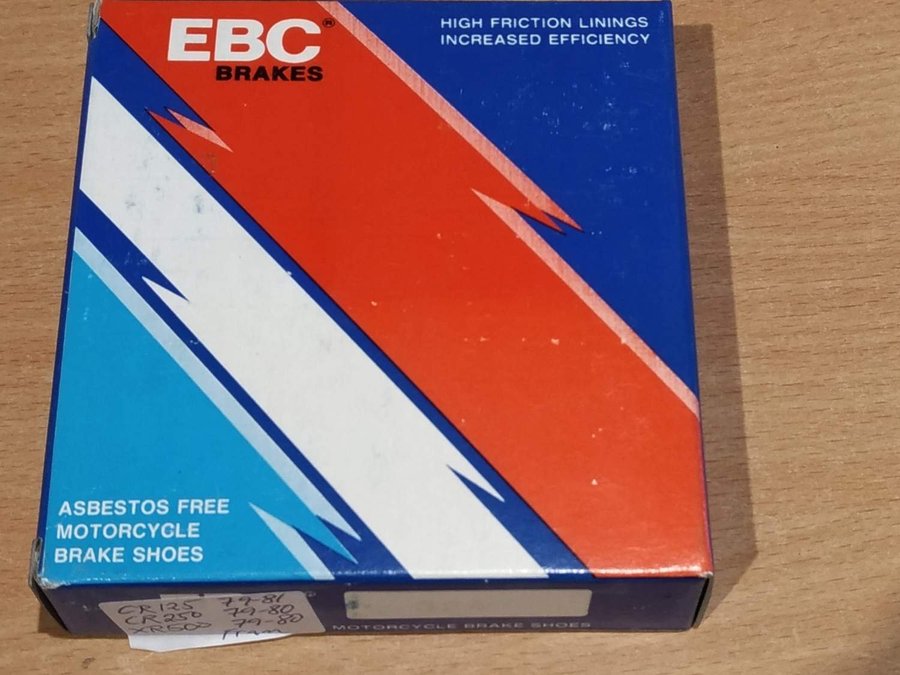 EBC®
BRAKES
HIGH FRICTION LININGS
INCREASED EFFICIENCY
ASBESTOS FREE
MOTORCYCLE
BRAKE SHOES
CR125 79-81
CR250 79-80
XR500 79-80
MOTORCYCLE BRAKE SHOES